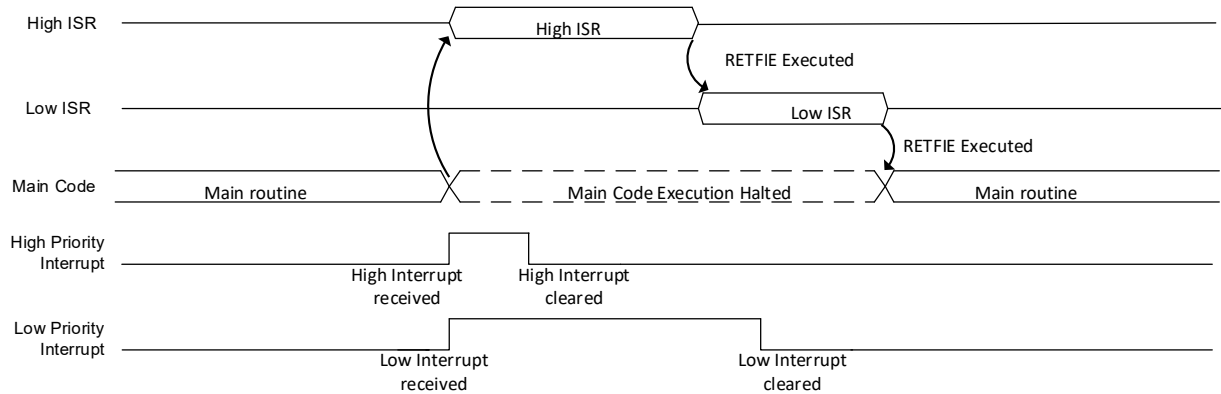 High ISR
High ISR
RETFIE Executed
Low ISR
Low ISR
RETFIE Executed
Main Code
Main routine
Main Code Execution Halted
Main routine
High Priority
Interrupt
High Interrupt
received
High Interrupt
cleared
Low Priority
Interrupt
Low Interrupt
received
Low Interrupt
cleared